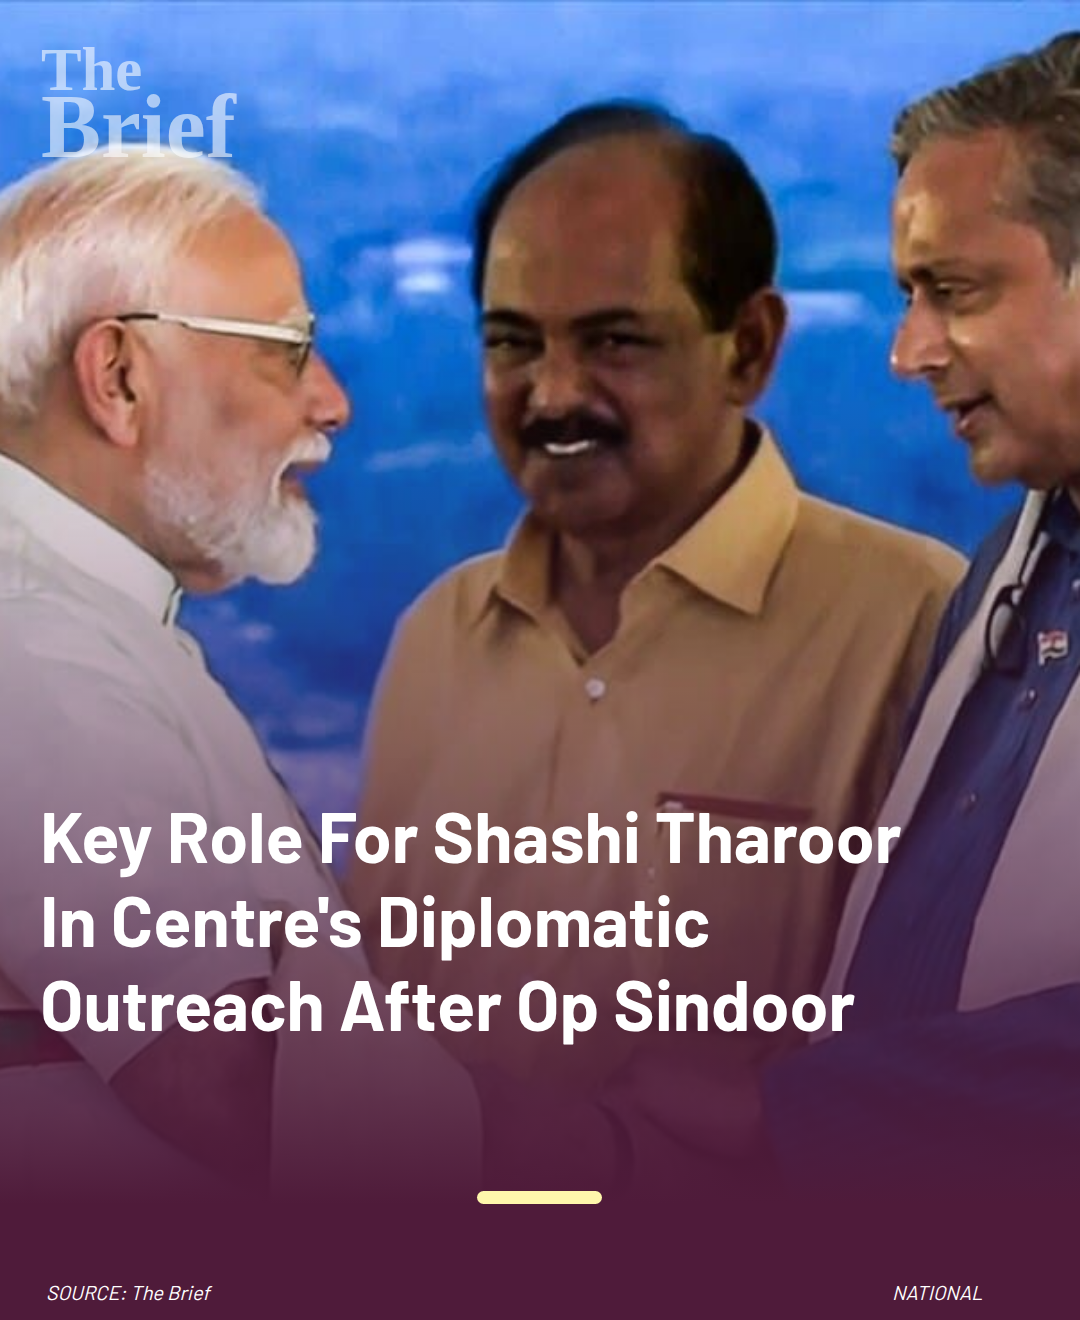 The
Brief
Key Role For Shashi Tharoor
In Centre's Diplomatic
Outreach After Op Sindoor
SOURCE: The Brief
NATIONAL